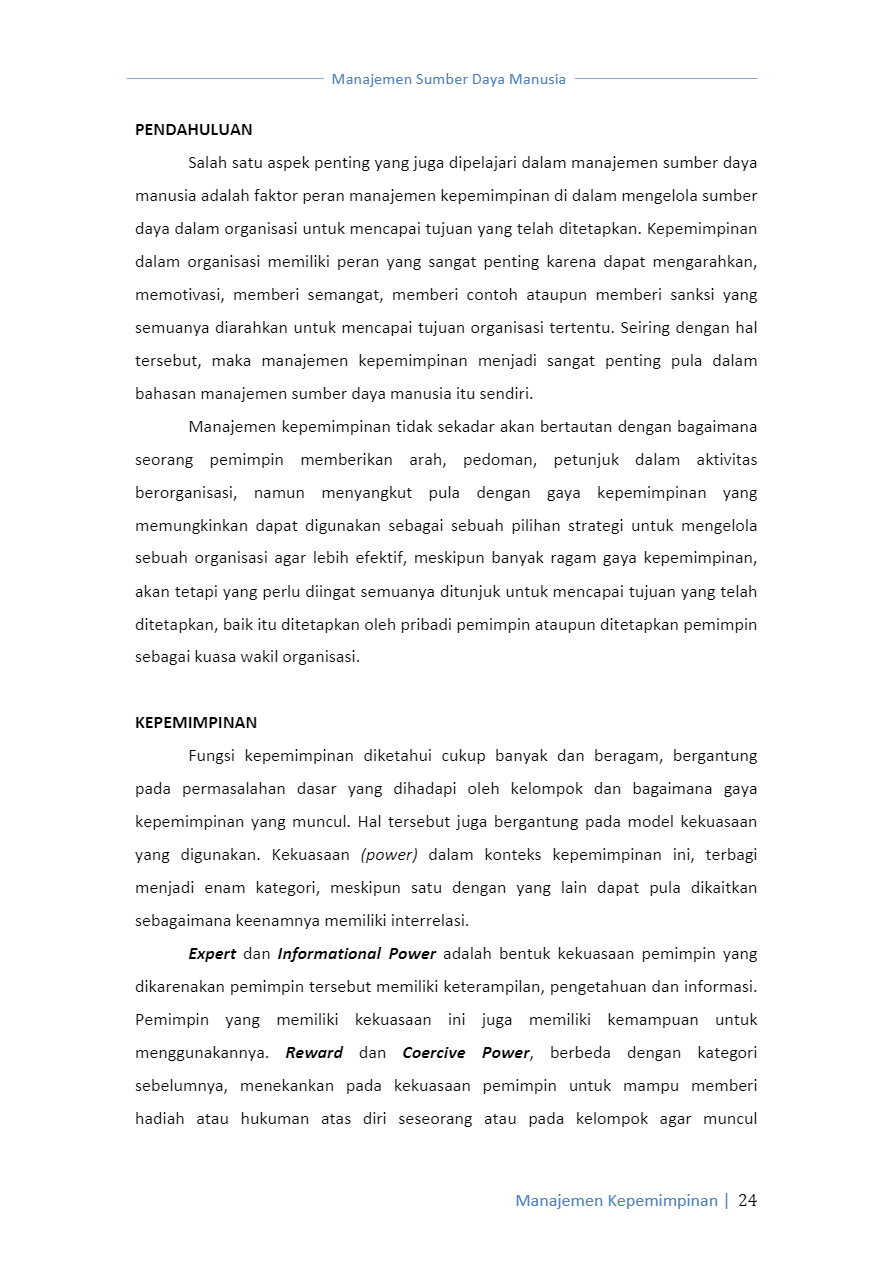 Manajemen Sumber Daya Manusia
PENDAHULUAN
Salah satu aspek penting yang juga dipelajari dalam manajemen sumber daya
manusia adalah faktor peran manajemen kepemimpinan di dalam mengelola sumber
daya dalam organisasi untuk mencapai tujuan yang telah ditetapkan. Kepemimpinan
dalam organisasi memiliki peran yang sangat penting karena dapat mengarahkan,
memotivasi, memberi semangat, memberi contoh ataupun memberi sanksi yang
semuanya diarahkan untuk mencapai tujuan organisasi tertentu. Seiring dengan hal
tersebut, maka manajemen kepemimpinan menjadi sangat penting pula dalam
bahasan manajemen sumber daya manusia itu sendiri.
Manajemen kepemimpinan tidak sekadar akan bertautan dengan bagaimana
seorang pemimpin memberikan arah, pedoman, petunjuk dalam aktivitas
berorganisasi, namun menyangkut pula dengan gaya kepemimpinan yang
memungkinkan dapat digunakan sebagai sebuah pilihan strategi untuk mengelola
sebuah organisasi agar lebih efektif, meskipun banyak ragam gaya kepemimpinan,
akan tetapi yang perlu diingat semuanya ditunjuk untuk mencapai tujuan yang telah
ditetapkan, baik itu ditetapkan oleh pribadi pemimpin ataupun ditetapkan pemimpin
sebagai kuasa wakil organisasi.
KEPEMIMPINAN
Fungsi kepemimpinan diketahui cukup banyak dan beragam, bergantung
pada permasalahan dasar yang dihadapi oleh kelompok dan bagaimana gaya
kepemimpinan yang muncul. Hal tersebut juga bergantung pada model kekuasaan
yang digunakan. Kekuasaan (power) dalam konteks kepemimpinan ini, terbagi
menjadi enam kategori, meskipun satu dengan yang lain dapat pula dikaitkan
sebagaimana keenamnya memiliki interrelasi.
Expert dan Informational Power adalah bentuk kekuasaan pemimpin yang
dikarenakan pemimpin tersebut memiliki keterampilan, pengetahuan dan informasi.
Pemimpin yang memiliki kekuasaan ini juga memiliki kemampuan untuk
menggunakannya. Reward dan Coercive Power, berbeda dengan kategori
sebelumnya, menekankan pada kekuasaan pemimpin untuk mampu memberi
hadiah atau hukuman atas diri seseorang atau pada kelompok agar muncul
Manajemen Kepemimpinan | 24